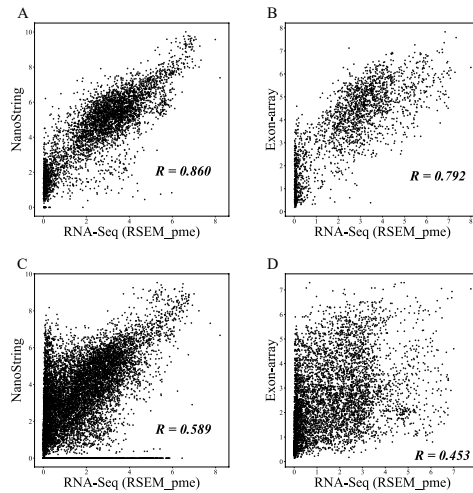 A
10
8
6
4
2
0
NanoString
R = 0.860
0 2 4 6 8
RNA-Seq (RSEM_pme)
B
8
7
6
5
4
3
2
1
0
Exon-array
R = 0.792
0 1 2 3 4 5 6 7 8
RNA-Seq (RSEM_pme)
C
10
8
6
4
2
0
NanoString
R = 0.589
0 2 4 6 8
RNA-Seq (RSEM_pme)
D
7
6
5
4
3
2
1
0
Exon-array
R = 0.453
0 1 2 3 4 5 6 7
RNA-Seq (RSEM_pme)